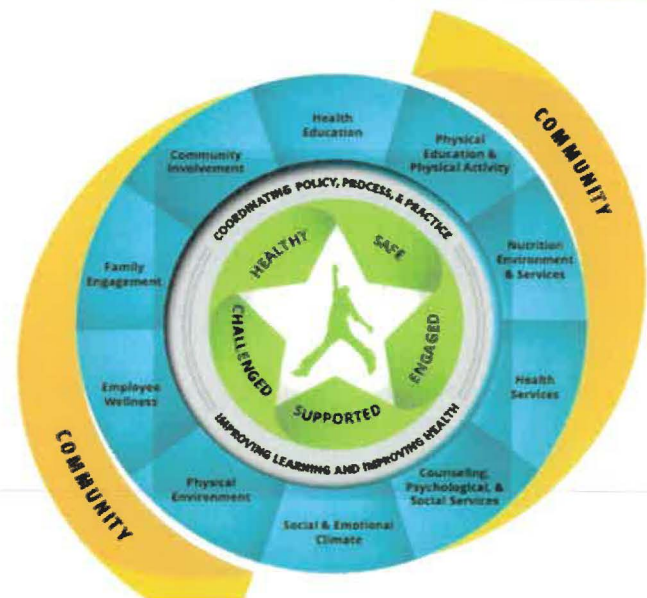 COMMUNITY
Health
Education
Physical
Education &
Physical Activity
Nutrition
Environment
& Services
Health
Services
Counseling,
Psychological, &
Social Services
Social & Emotional
Climate
Physical
Environment
Employee
Wellness
Family
Engagement
Community
Involvement
COORDINATING POLICY, PROCESS, & PRACTICE
IMPROVING LEARNING AND IMPROVING HEALTH
HEALTHY
SAFE
ENGAGED
SUPPORTED
CHALLENGED
COMMUNITY